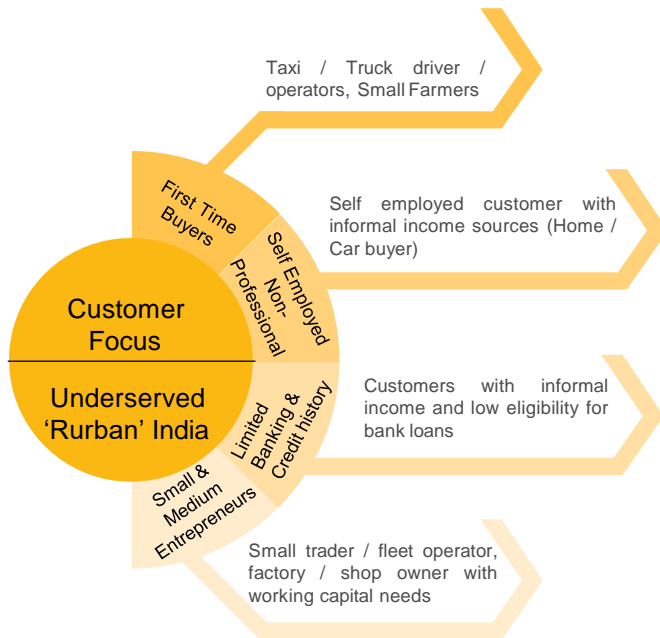 Taxi / Truck driver /
operators, Small Farmers
First Time
Buyers
Self employed customer with
informal income sources (Home /
Car buyer)
Self Employed
Non-
Professional
Customer
Focus
Underserved
‘Rurban’ India
Customers with informal
income and low eligibility for
bank loans
Limited
Banking &
Credit history
Small &
Medium
Entrepreneurs
Small trader / fleet operator,
factory / shop owner with
working capital needs